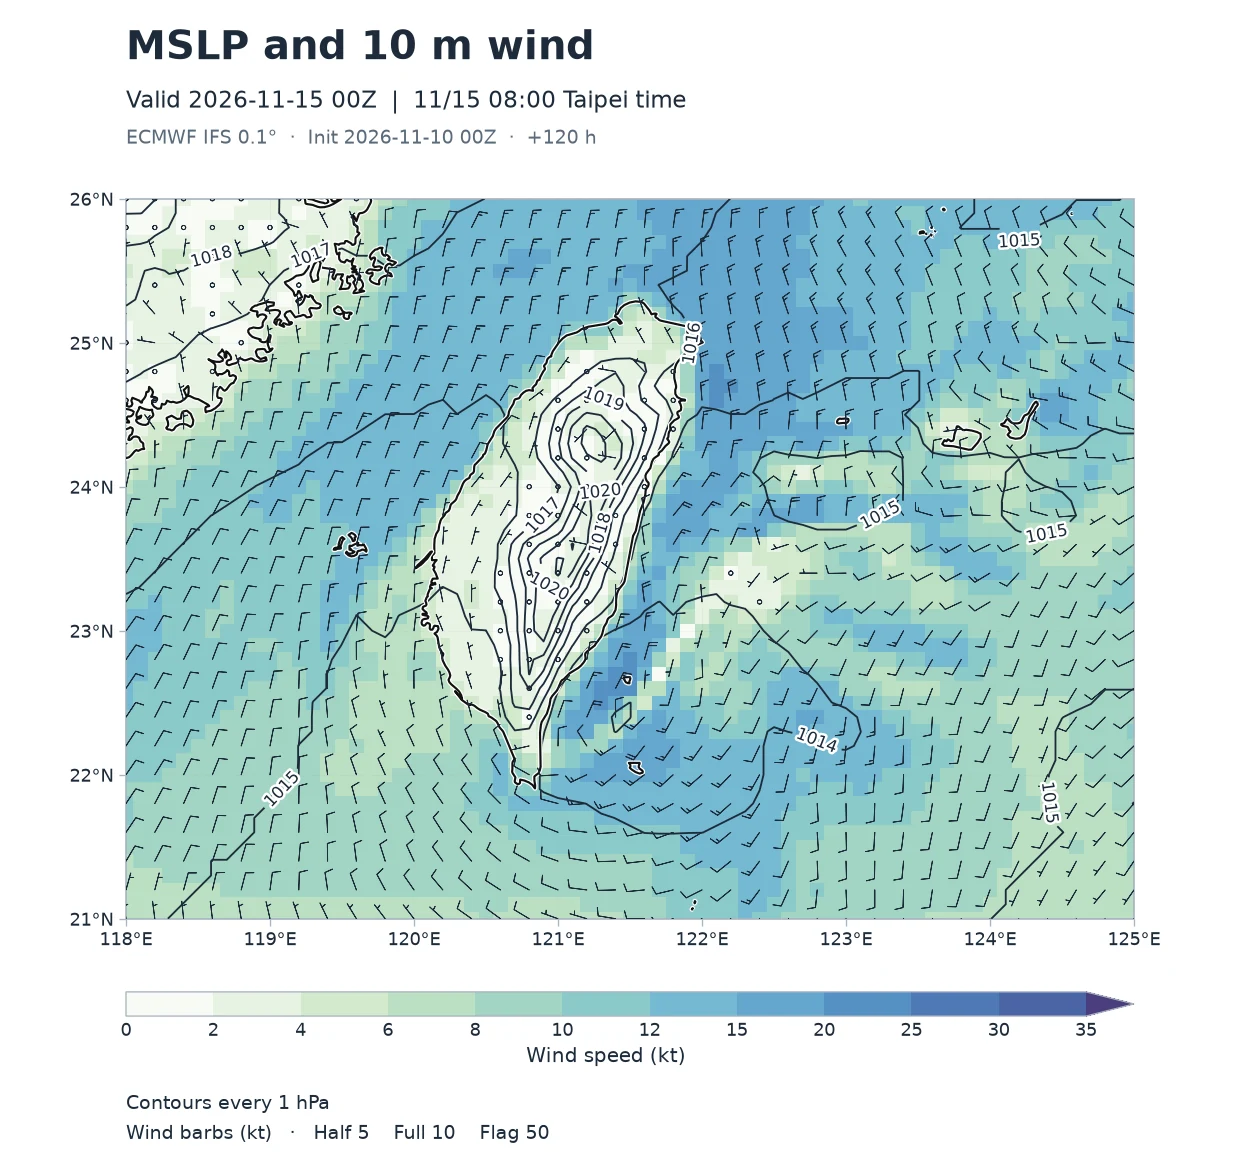 MSLP and 10 m wind
Valid 2026-11-15 00Z | 11/15 08:00 Taipei time
ECMWF IFS 0.1° · Init 2026-11-10 00Z · +120 h
26°N
1015
1018
1017
25°N
1016
1019
24°N
1020
1017
1018
1015
1015
1020
23°N
1014
22°N
1015
1015
21°N
118°E 119°E 120°E 121°E 122°E 123°E 124°E 125°E
0 2 4 6 8 10 12 15 20 25 30 35
Wind speed (kt)
Contours every 1 hPa
Wind barbs (kt) · Half 5 Full 10 Flag 50